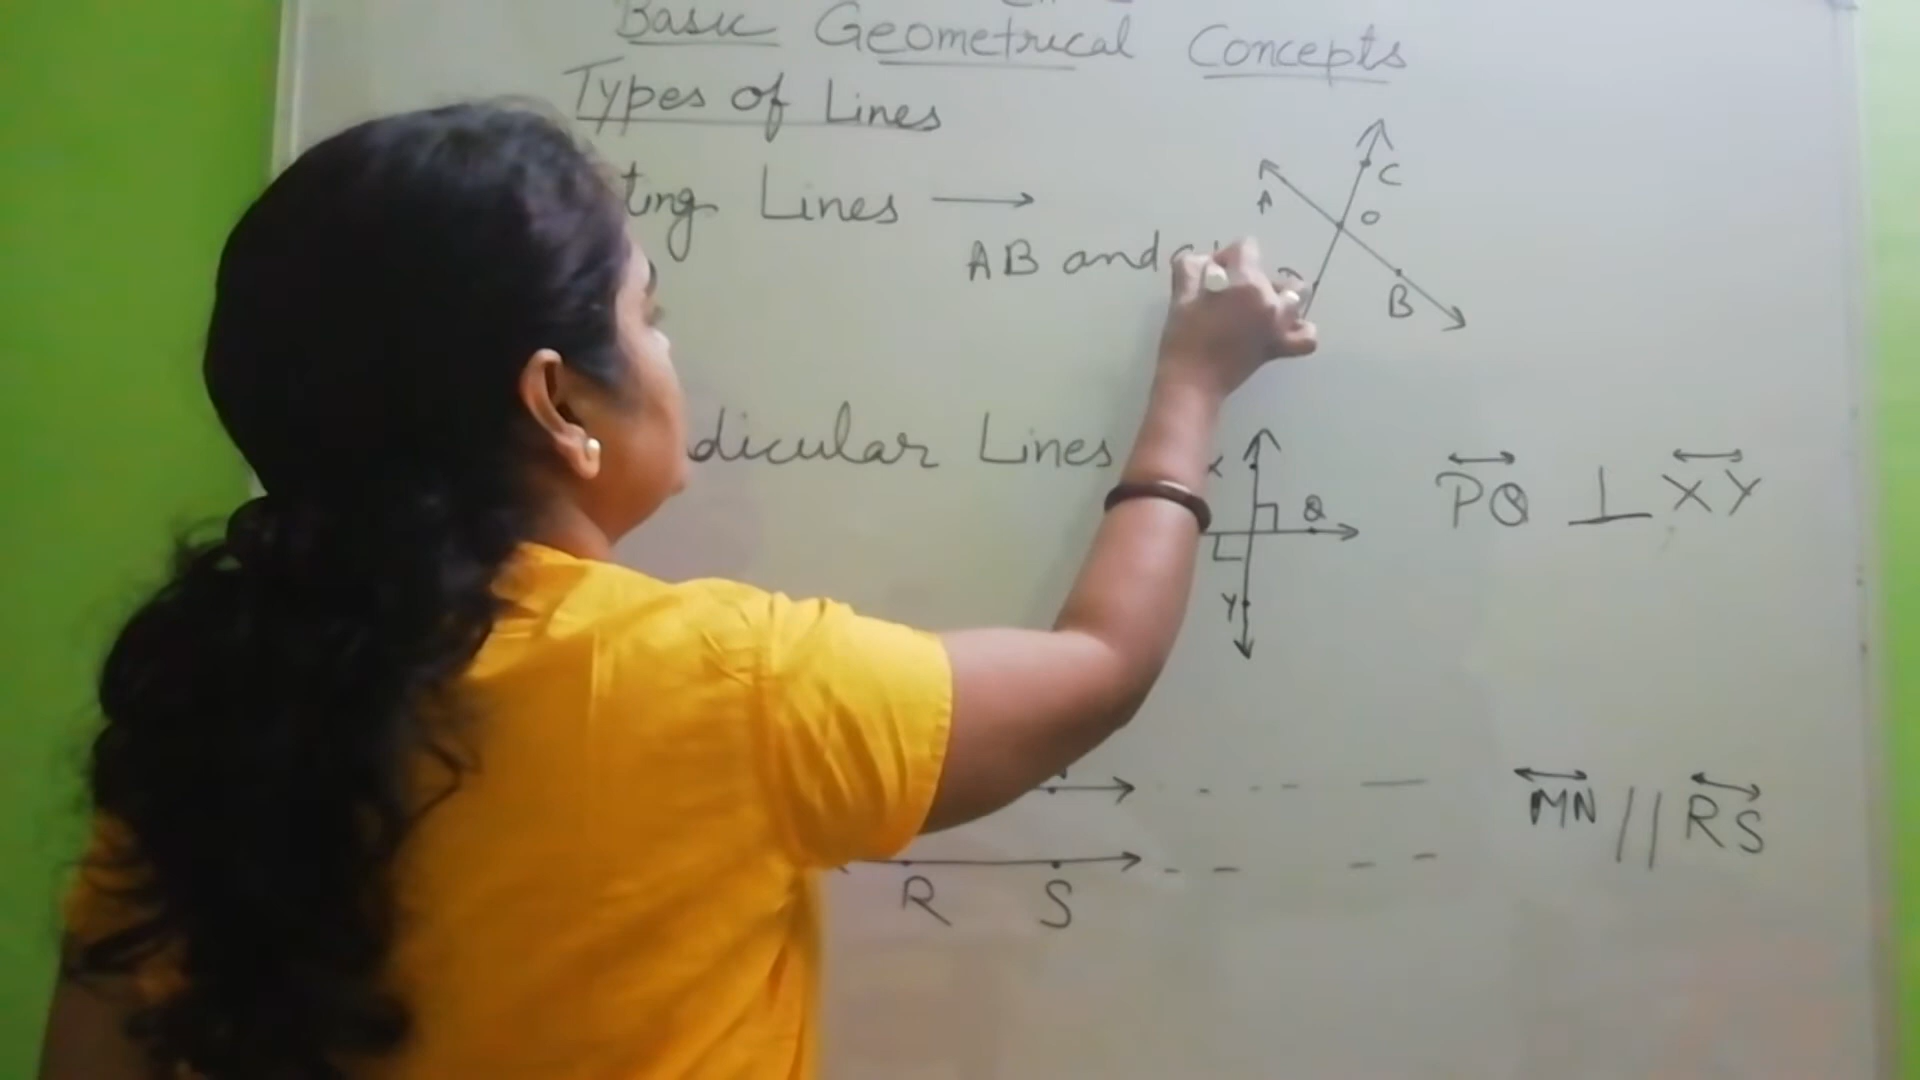 Basic Geometrical Concepts
Types of Lines
ting Lines
AB and
A
C
O
B
dicular Lines
X
Q
Y
PQ ⊥ XY
MN // RS
R S